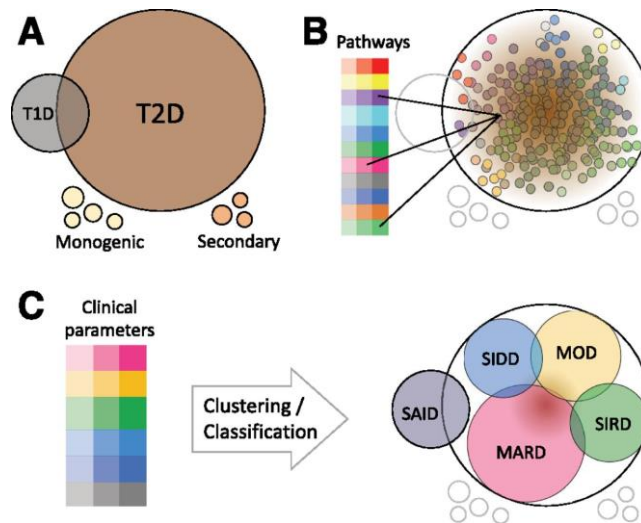 A
T1D
T2D
Monogenic
Secondary
B
Pathways
C
Clinical
parameters
Clustering /
Classification
SAID
SIDD
MOD
MARD
SIRD